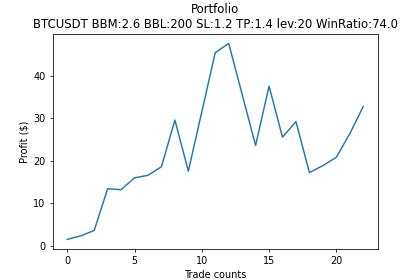 Portfolio
BTCUSDT BBM:2.6 BBL:200 SL:1.2 TP:1.4 lev:20 WinRatio:74.0
40
30
20
10
0
Profit ($)
0 5 10 15 20
Trade counts